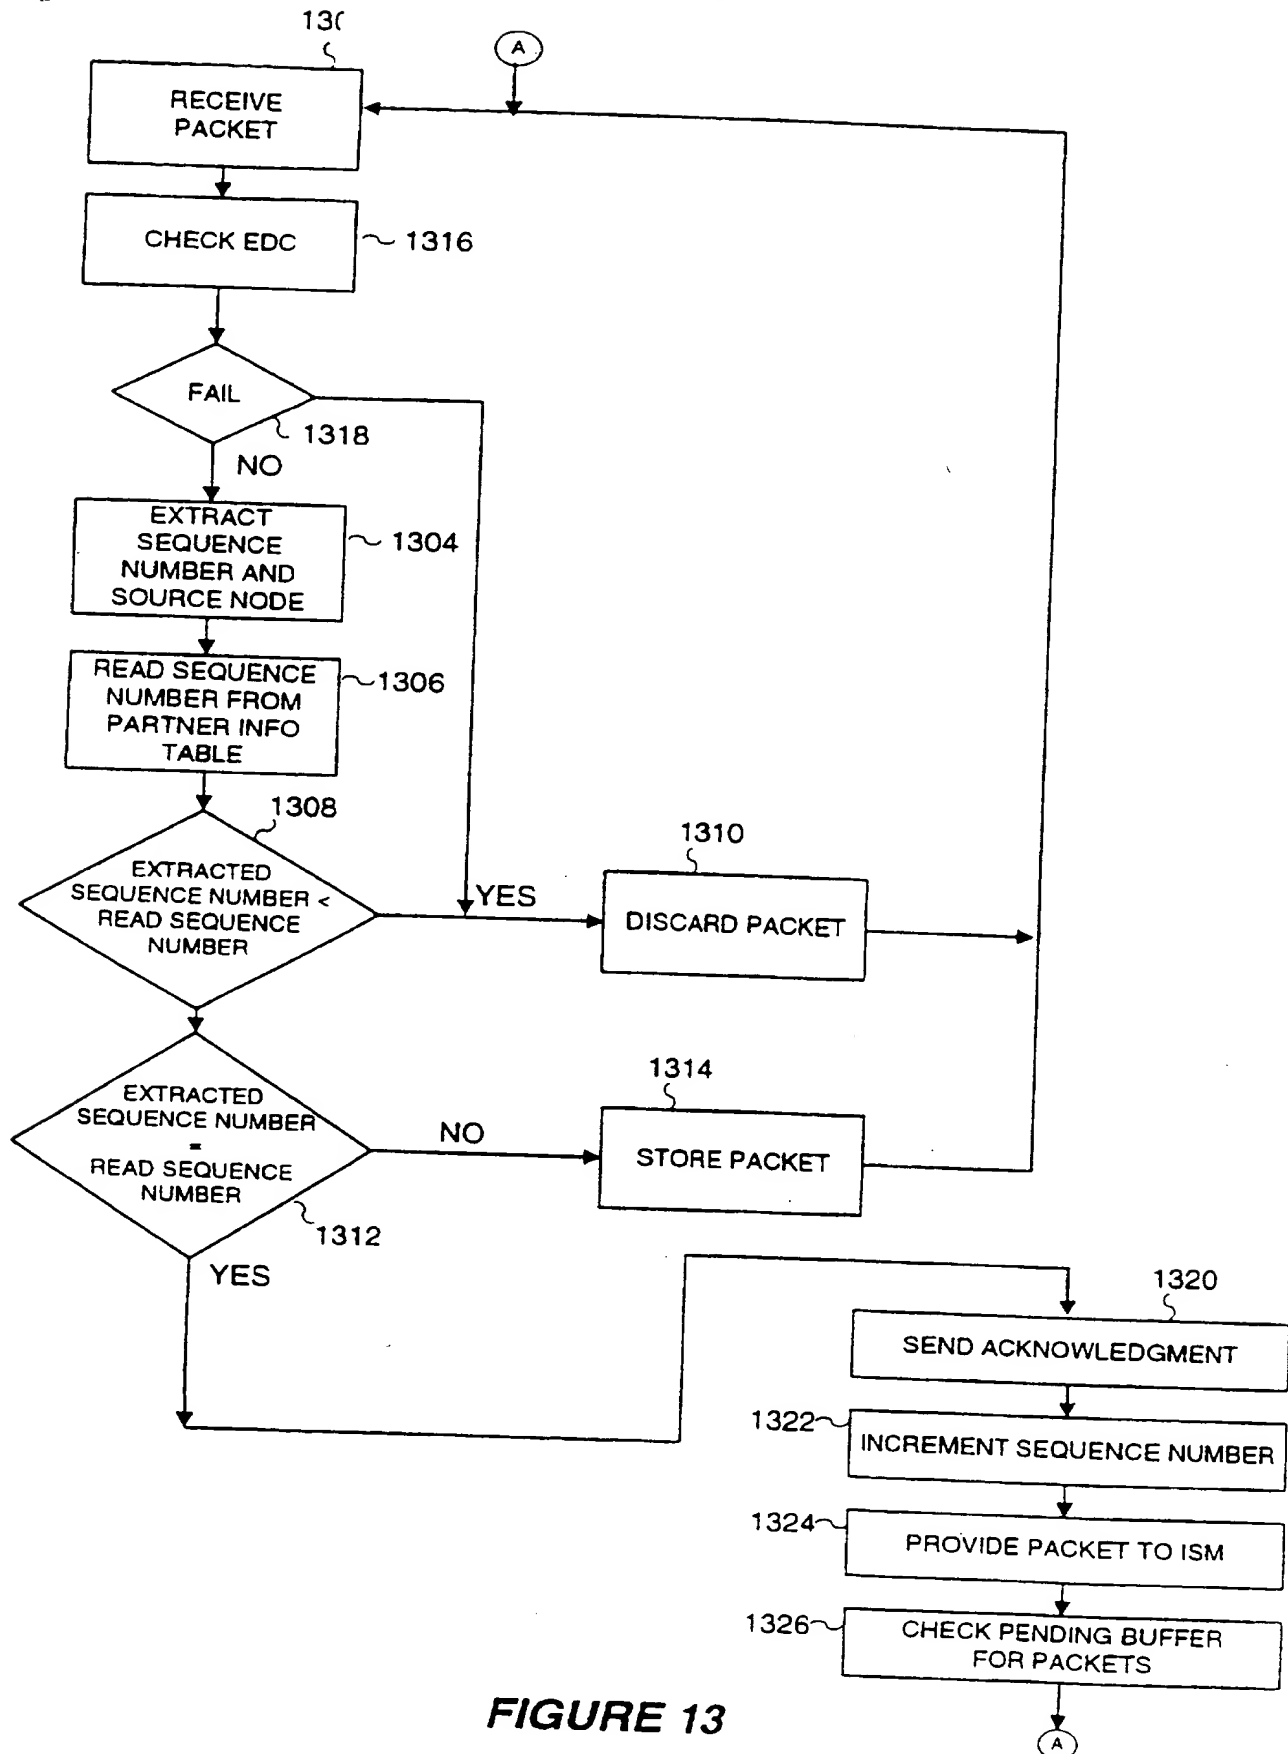 A
RECEIVE
PACKET
CHECK EDC
1316
FAIL
1318
NO
EXTRACT
SEQUENCE
NUMBER AND
SOURCE NODE
1304
READ SEQUENCE
NUMBER FROM
PARTNER INFO
TABLE
1306
1308
EXTRACTED
SEQUENCE NUMBER <
READ SEQUENCE
NUMBER
YES
1310
DISCARD PACKET
EXTRACTED
SEQUENCE NUMBER
=
READ SEQUENCE
NUMBER
1312
NO
1314
STORE PACKET
YES
1320
SEND ACKNOWLEDGMENT
1322
INCREMENT SEQUENCE NUMBER
1324
PROVIDE PACKET TO ISM
1326
CHECK PENDING BUFFER
FOR PACKETS
A
FIGURE 13